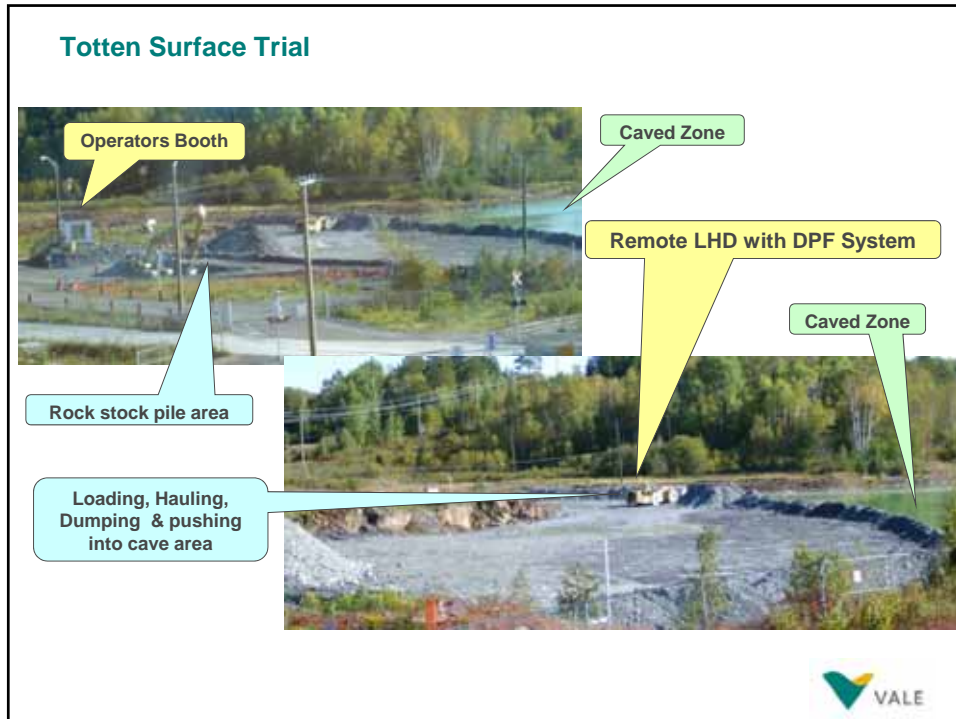 Totten Surface Trial
Operators Booth
Caved Zone
Remote LHD with DPF System
Caved Zone
Rock stock pile area
Loading, Hauling,
Dumping & pushing
into cave area
VALE